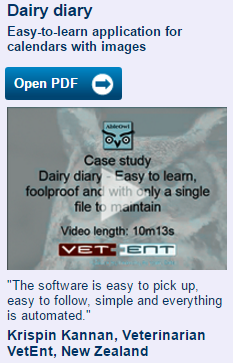 Dairy diary
Easy-to-learn application for
calendars with images
Open PDF
AbleOwl
Case study
Dairy diary - Easy to learn,
foolproof and with only a single
file to maintain
Video length: 10m13s
VET ENT
"The software is easy to pick up,
easy to follow, simple and everything
is automated."
Krispin Kannan, Veterinarian
VetEnt, New Zealand